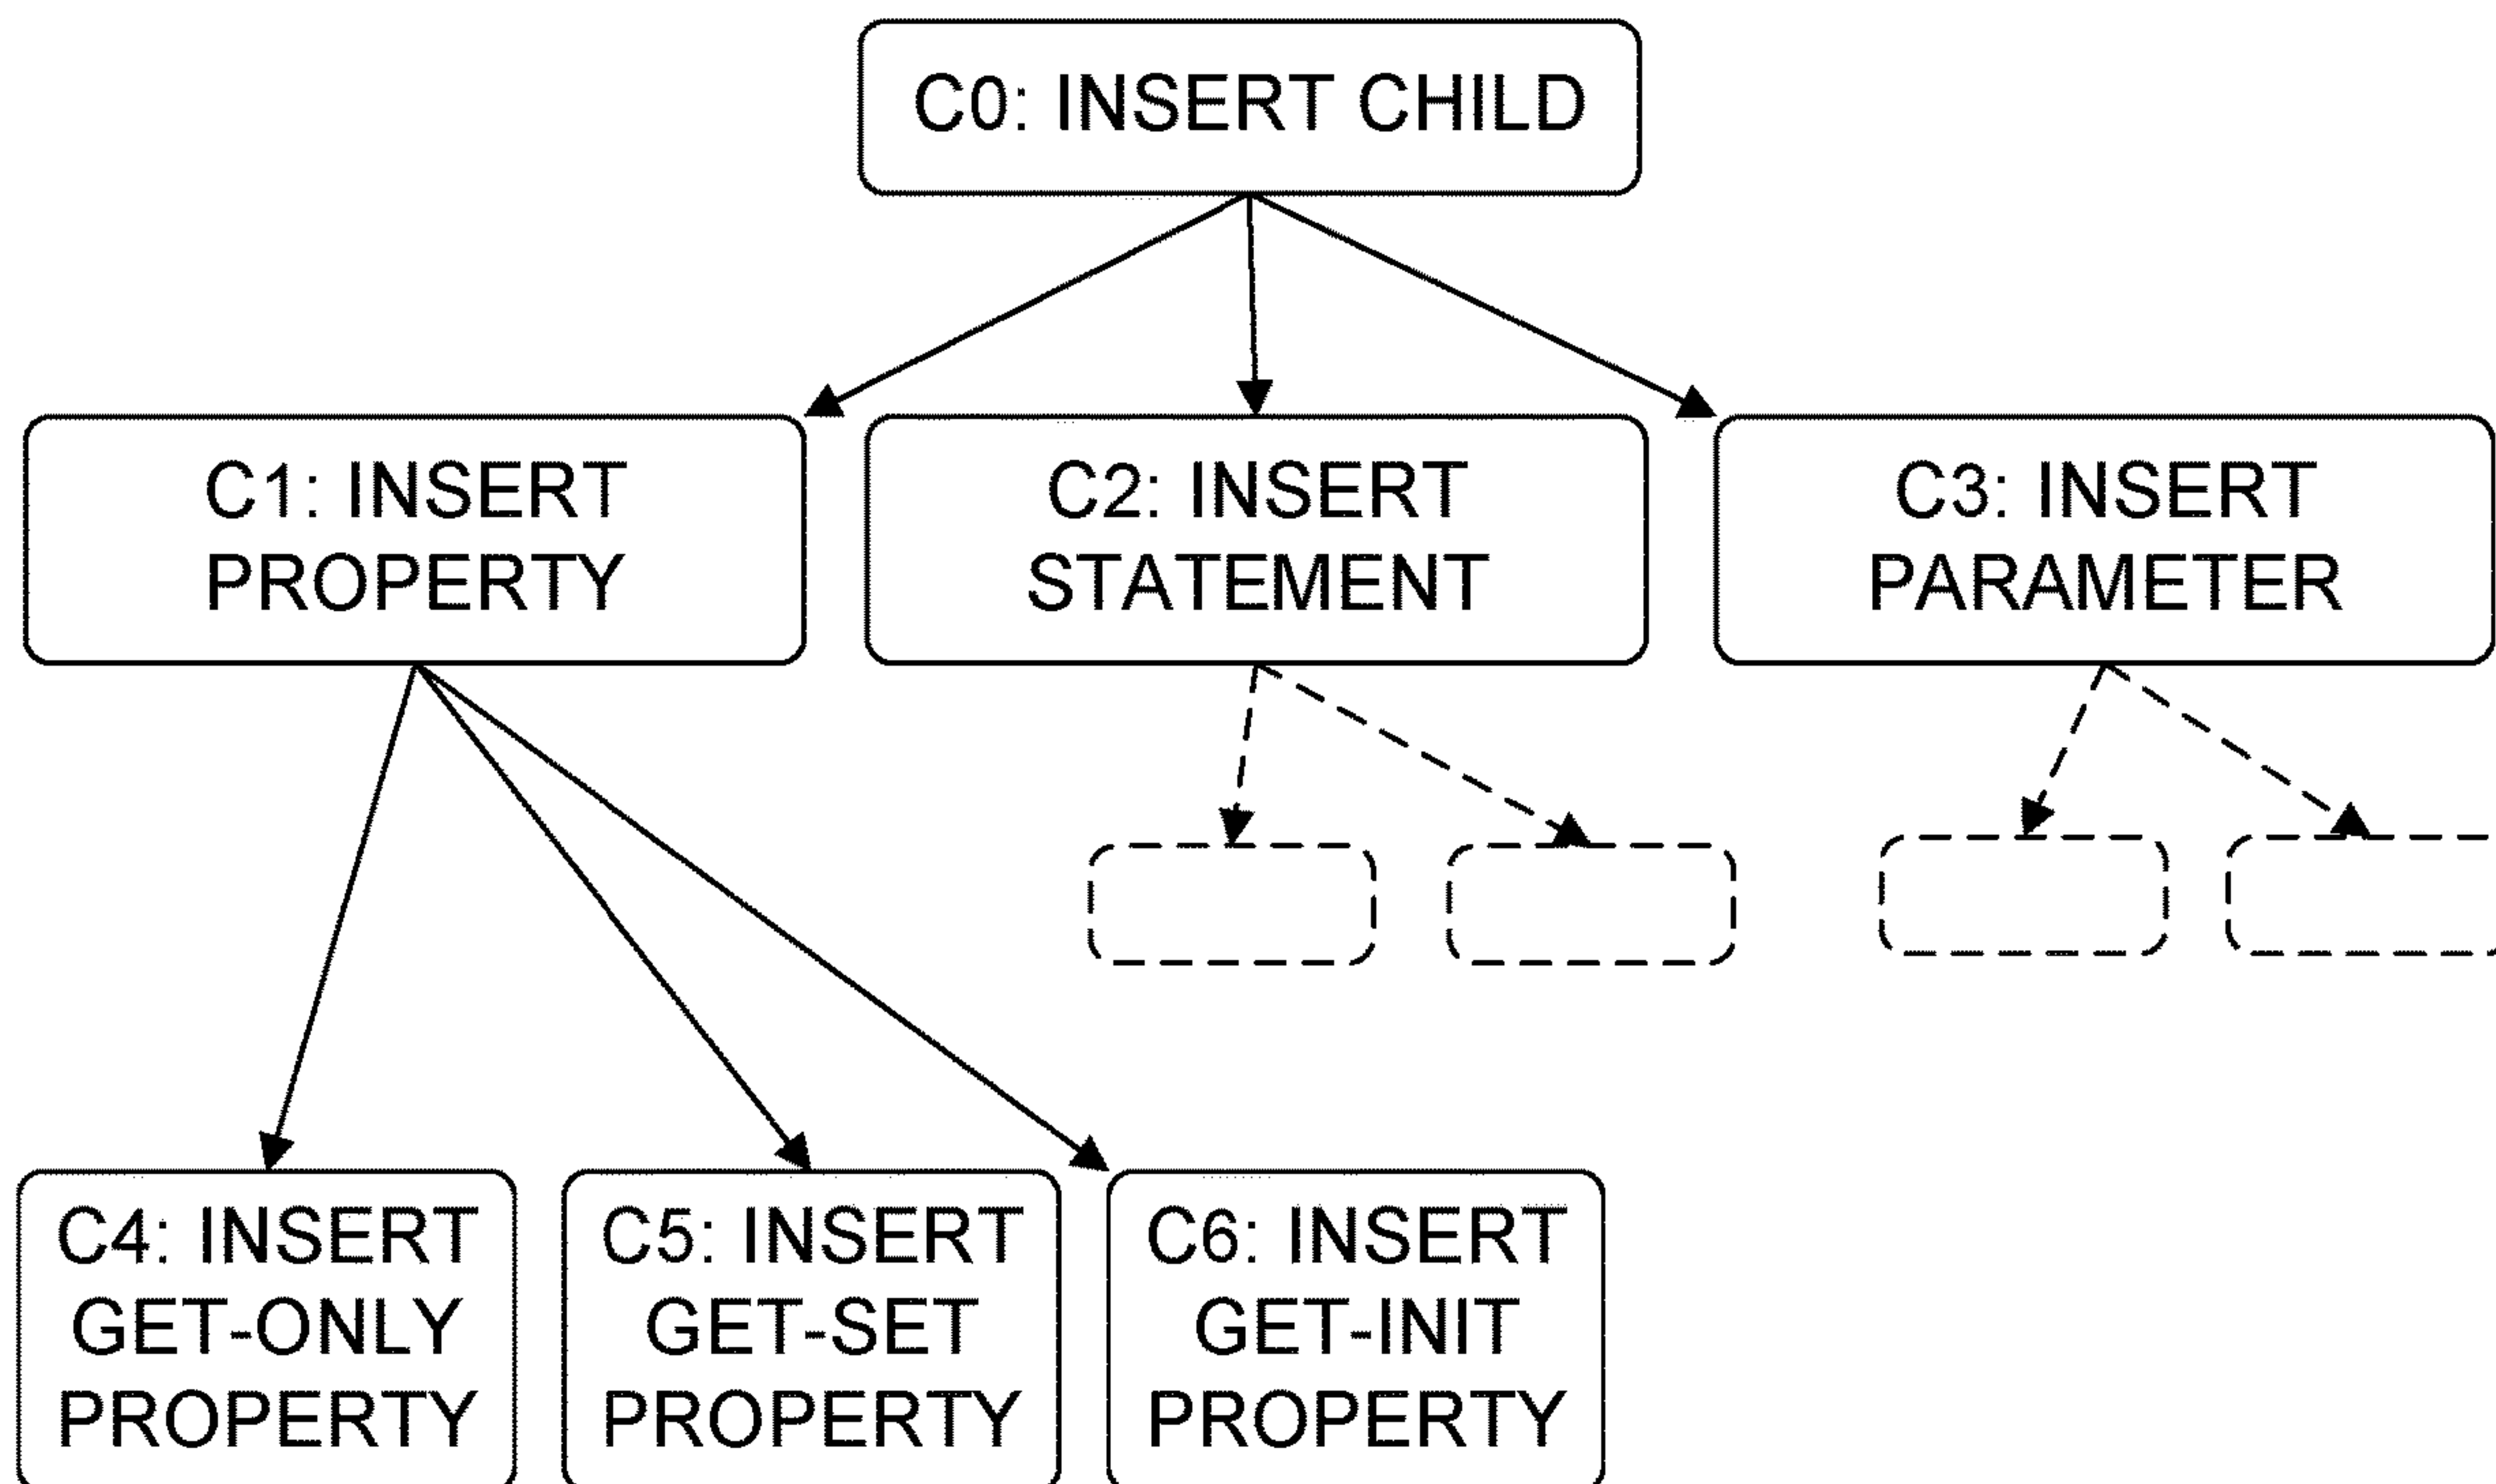 C0: INSERT CHILD
C1: INSERT
PROPERTY
C2: INSERT
STATEMENT
C3: INSERT
PARAMETER
C4: INSERT
GET-ONLY
PROPERTY
C5: INSERT
GET-SET
PROPERTY
C6: INSERT
GET-INIT
PROPERTY